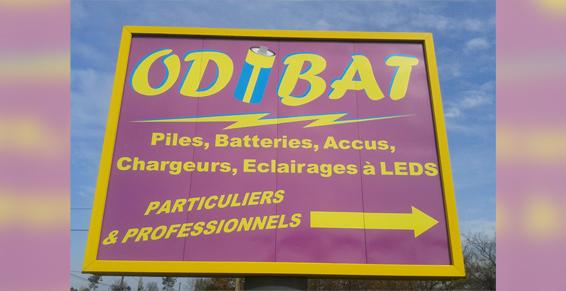 ODIBAT
Piles, Batteries, Accus,
Chargeurs, Eclairages à LEDS
PARTICULIERS
& PROFESSIONNELS